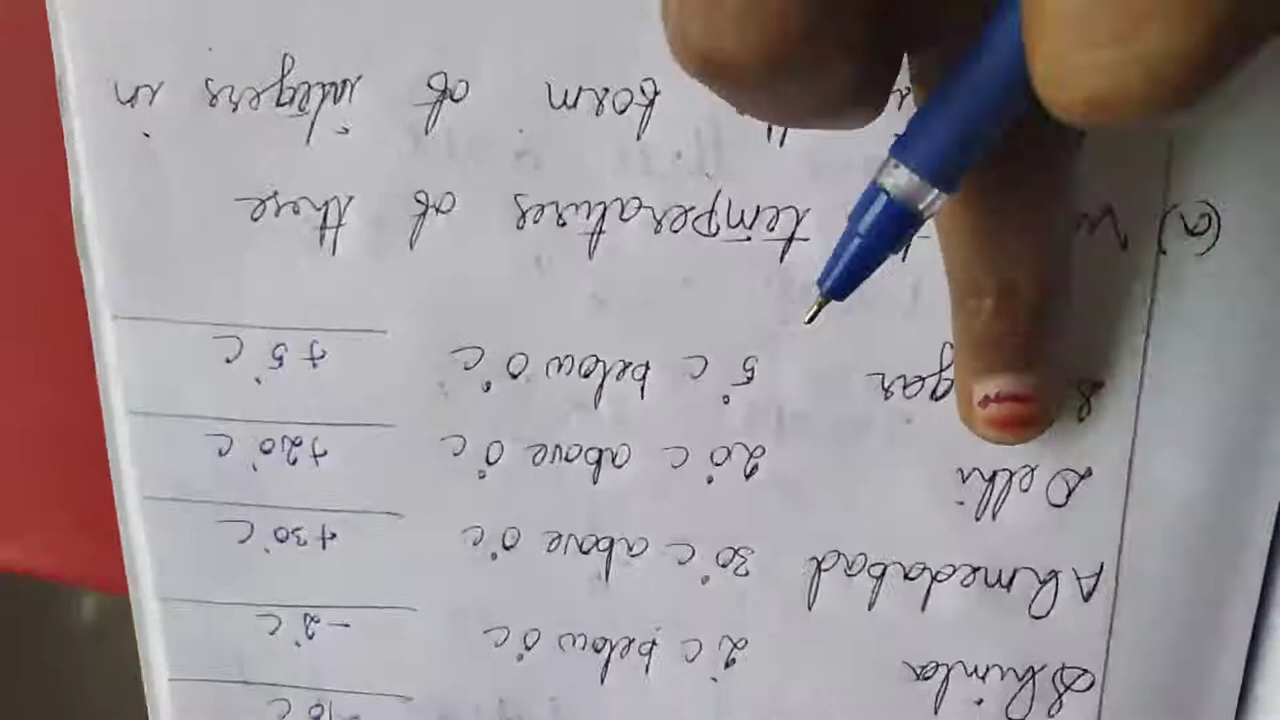 Shimla 2°C below 0°C -2°C
Ahmedabad 30°C above 0°C +30°C
Delhi 20°C above 0°C +20°C
5°C below 0°C +5°C
(a) temperatures of these
form of integers in